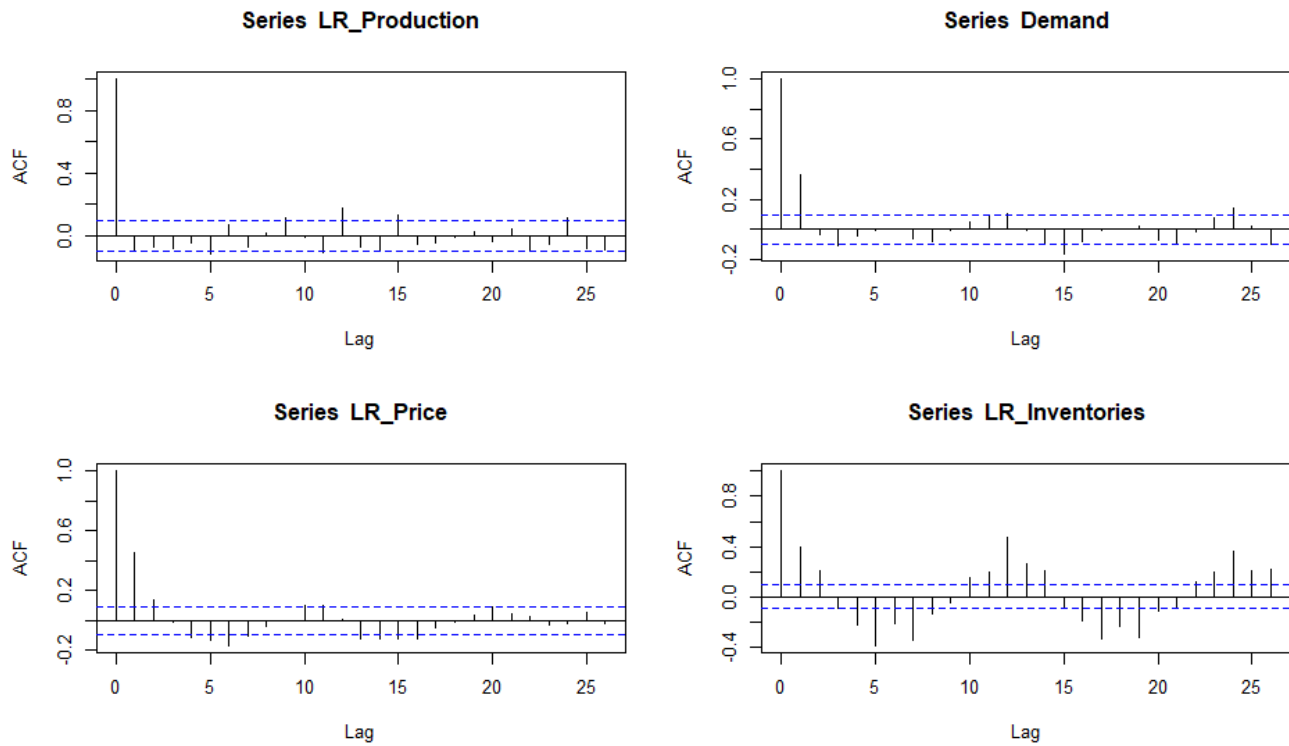 Series LR_Production
ACF
0.0 0.4 0.8
0 5 10 15 20 25
Lag
Series Demand
ACF
-0.2 0.2 0.6 1.0
0 5 10 15 20 25
Lag
Series LR_Price
ACF
-0.2 0.2 0.6 1.0
0 5 10 15 20 25
Lag
Series LR_Inventories
ACF
-0.4 0.0 0.4 0.8
0 5 10 15 20 25
Lag